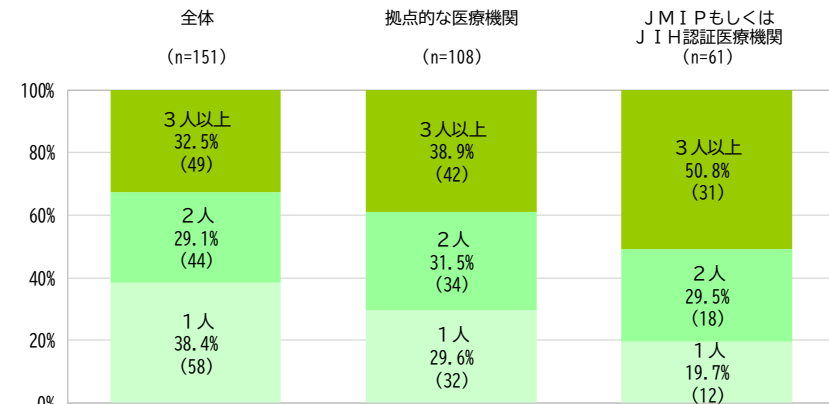 全体
(n=151)
拠点的な医療機関
(n=108)
ＪＭＩＰもしくは
ＪＩＨ認証医療機関
(n=61)
100%
80%
60%
40%
20%
0%
３人以上
32.5%
(49)
２人
29.1%
(44)
１人
38.4%
(58)
３人以上
38.9%
(42)
２人
31.5%
(34)
１人
29.6%
(32)
３人以上
50.8%
(31)
２人
29.5%
(18)
１人
19.7%
(12)